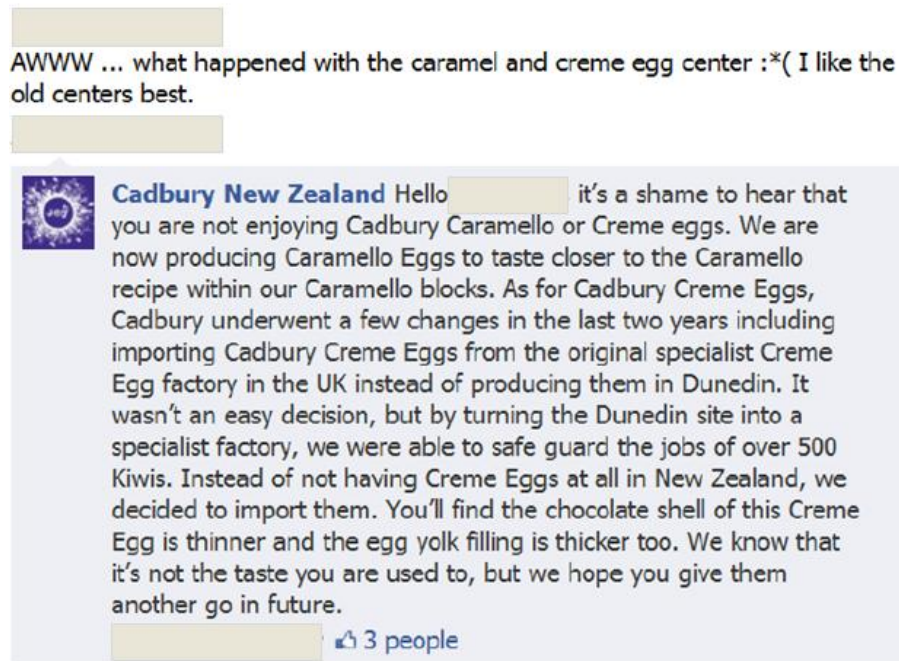 AWWW ... what happened with the caramel and creme egg center :*( I like the
old centers best.
Cadbury New Zealand Hello it's a shame to hear that
you are not enjoying Cadbury Caramello or Creme eggs. We are
now producing Caramello Eggs to taste closer to the Caramello
recipe within our Caramello blocks. As for Cadbury Creme Eggs,
Cadbury underwent a few changes in the last two years including
importing Cadbury Creme Eggs from the original specialist Creme
Egg factory in the UK instead of producing them in Dunedin. It
wasn't an easy decision, but by turning the Dunedin site into a
specialist factory, we were able to safe guard the jobs of over 500
Kiwis. Instead of not having Creme Eggs at all in New Zealand, we
decided to import them. You'll find the chocolate shell of this Creme
Egg is thinner and the egg yolk filling is thicker too. We know that
it's not the taste you are used to, but we hope you give them
another go in future.
3 people